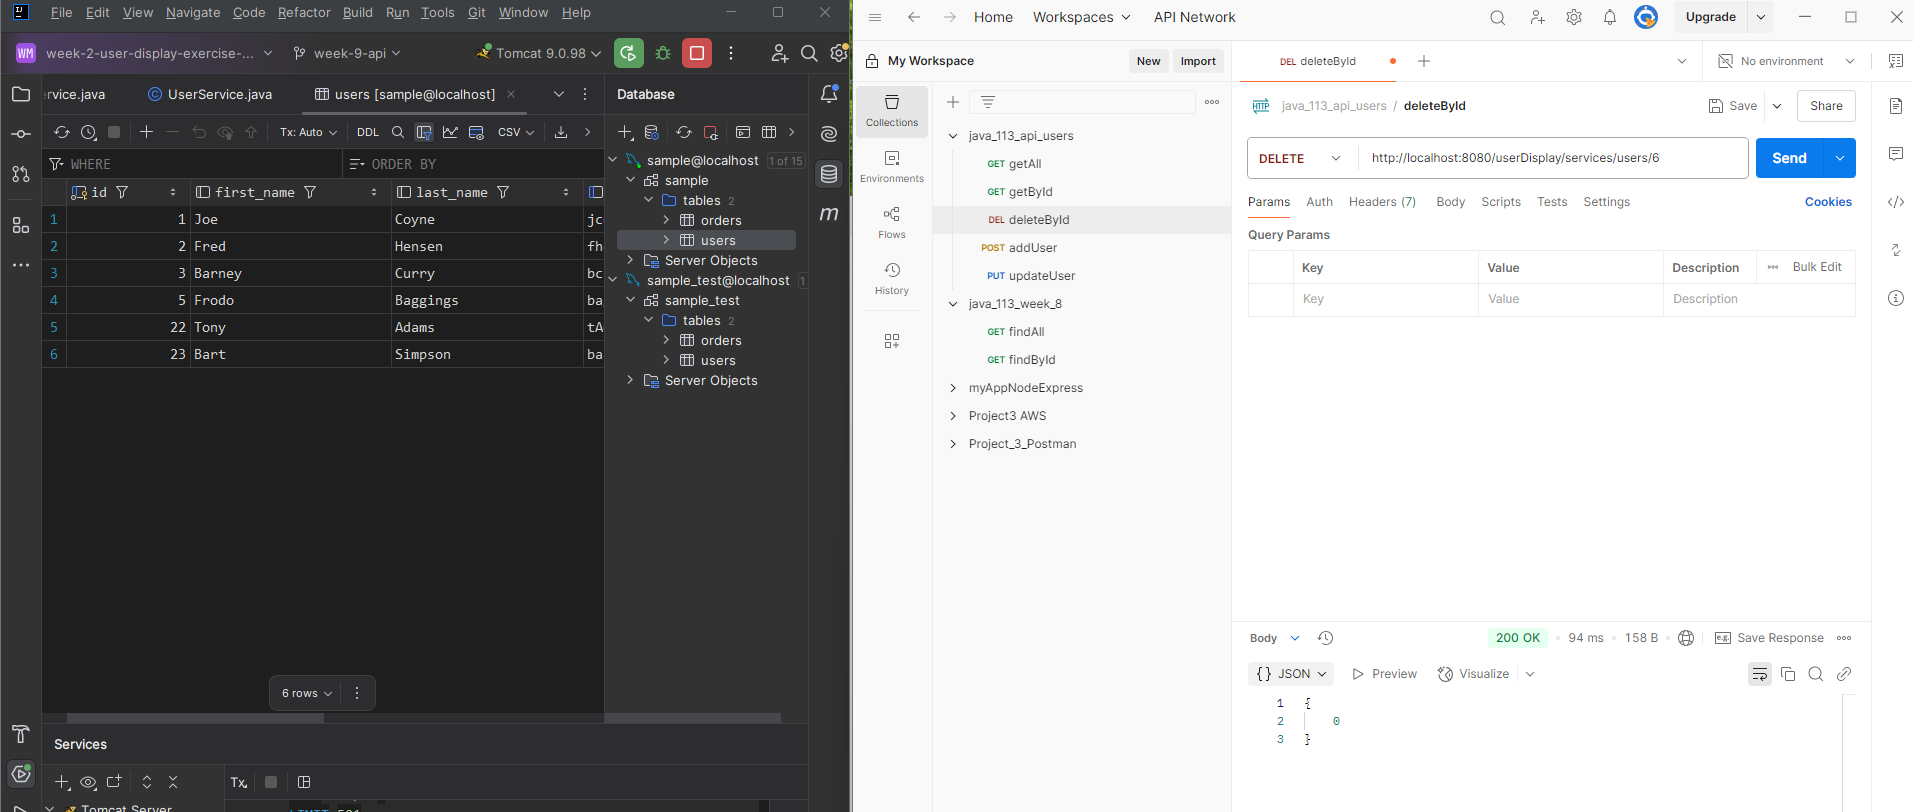 File Edit View Navigate Code Refactor Build Run Tools Git Window Help
WM week-2-user-display-exercise-... week-9-api Tomcat 9.0.98
rvice.java UserService.java users [sample@localhost]
Tx: Auto DDL CSV
WHERE ORDER BY
id first_name last_name
1 1 Joe Coyne jc
2 2 Fred Hensen fh
3 3 Barney Curry bc
4 5 Frodo Baggings ba
5 22 Tony Adams tA
6 23 Bart Simpson ba
6 rows
Services
Tx
Tomcat Server
Database
sample@localhost 1 of 15
sample
tables 2
orders
users
Server Objects
sample_test@localhost 1
sample_test
tables 2
orders
users
Server Objects
m
Home Workspaces API Network Upgrade
My Workspace New Import
Collections
Environments
Flows
History
java_113_api_users
GET getAll
GET getById
DEL deleteById
POST addUser
PUT updateUser
java_113_week_8
GET findAll
GET findById
myAppNodeExpress
Project3 AWS
Project_3_Postman
DEL deleteById No environment
HTTP java_113_api_users / deleteById Save Share
DELETE http://localhost:8080/userDisplay/services/users/6 Send
Params Auth Headers (7) Body Scripts Tests Settings Cookies
Query Params
Key Value Description Bulk Edit
Key Value Description
Body 200 OK 94 ms 158 B e.g. Save Response
{} JSON Preview Visualize
1 {
2 0
3 }